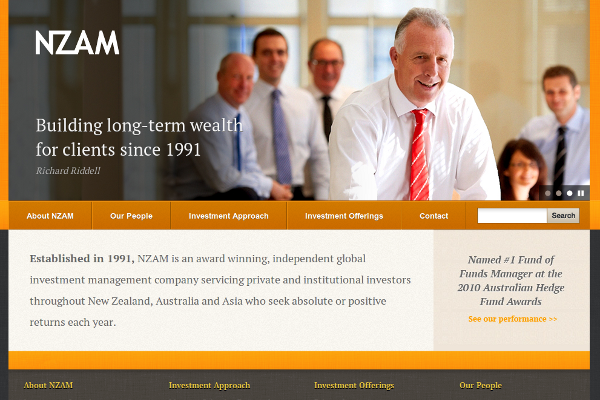 NZAM
Building long-term wealth
for clients since 1991
Richard Riddell
About NZAM
Our People
Investment Approach
Investment Offerings
Contact
Search
Established in 1991, NZAM is an award winning, independent global
investment management company servicing private and institutional investors
throughout New Zealand, Australia and Asia who seek absolute or positive
returns each year.
Named #1 Fund of
Funds Manager at the
2010 Australian Hedge
Fund Awards
See our performance >>
About NZAM
Investment Approach
Investment Offerings
Our People